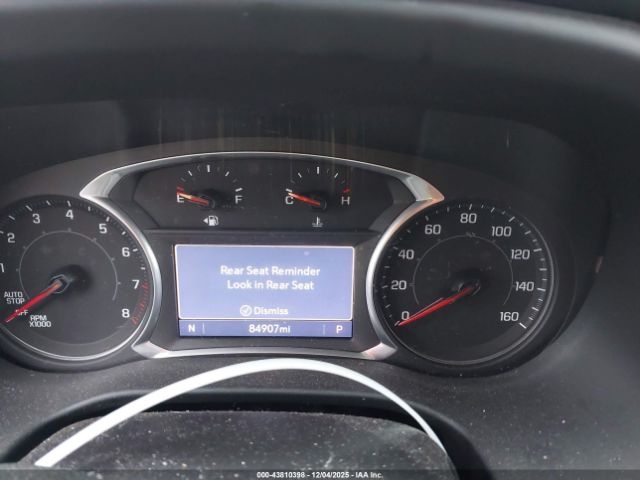 E F
C H
1 2 3 4 5 6 7 8
AUTO
STOP
OFF
RPM
X1000
Rear Seat Reminder
Look in Rear Seat
Dismiss
N 84907mi P
0 20 40 60 80 100 120 140 160
000-43810398 - 12/04/2025 - IAA Inc.